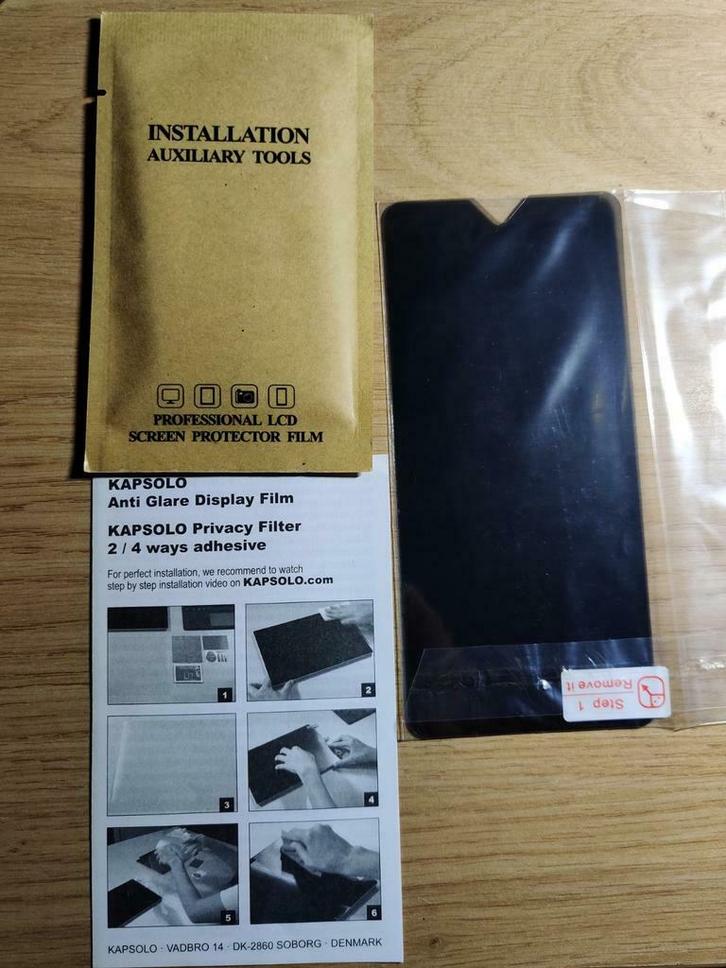 INSTALLATION
AUXILIARY TOOLS
PROFESSIONAL LCD
SCREEN PROTECTOR FILM
KAPSOLO
Anti Glare Display Film
KAPSOLO Privacy Filter
2 / 4 ways adhesive
For perfect installation, we recommend to watch
step by step installation video on KAPSOLO.com
1
2
3
4
5
6
KAPSOLO · VADBRO 14 · DK-2860 SOBORG · DENMARK
Step 1
Remove it